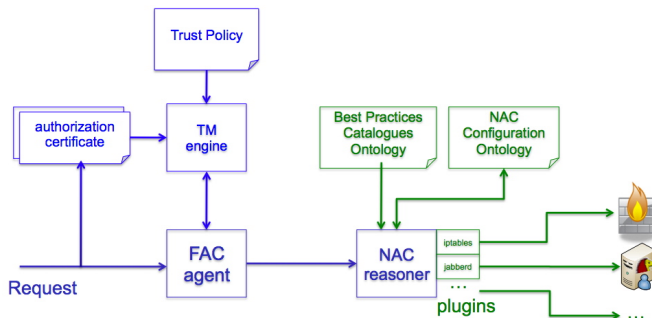 Trust Policy
authorization
certificate
TM
engine
Best Practices
Catalogues
Ontology
NAC
Configuration
Ontology
Request
FAC
agent
NAC
reasoner
iptables
jabberd
...
plugins
...